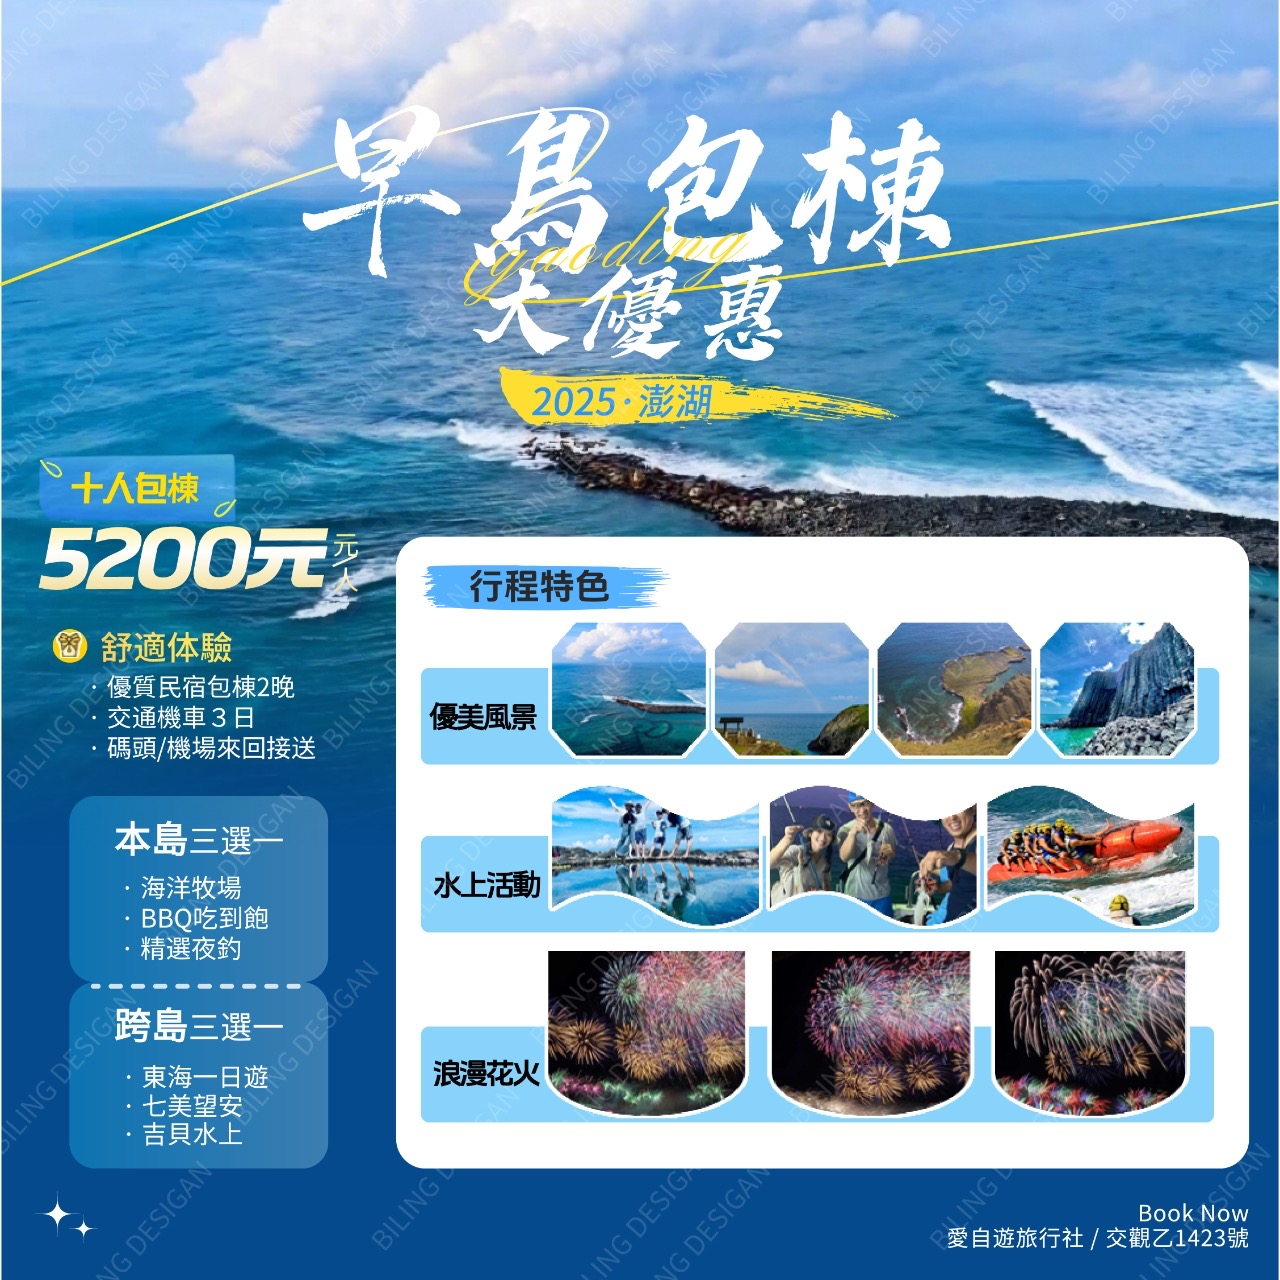 早鳥包棟
gaoding
大優惠
2025·澎湖
十人包棟
5200元
元/人
舒適体驗
·優質民宿包棟2晚
·交通機車３日
·碼頭/機場來回接送
本島三選一
·海洋牧場
·BBQ吃到飽
·精選夜釣
跨島三選一
·東海一日遊
·七美望安
·吉貝水上
行程特色
優美風景
水上活動
浪漫花火
Book Now
愛自遊旅行社 / 交觀乙1423號
BILING DESIGAN